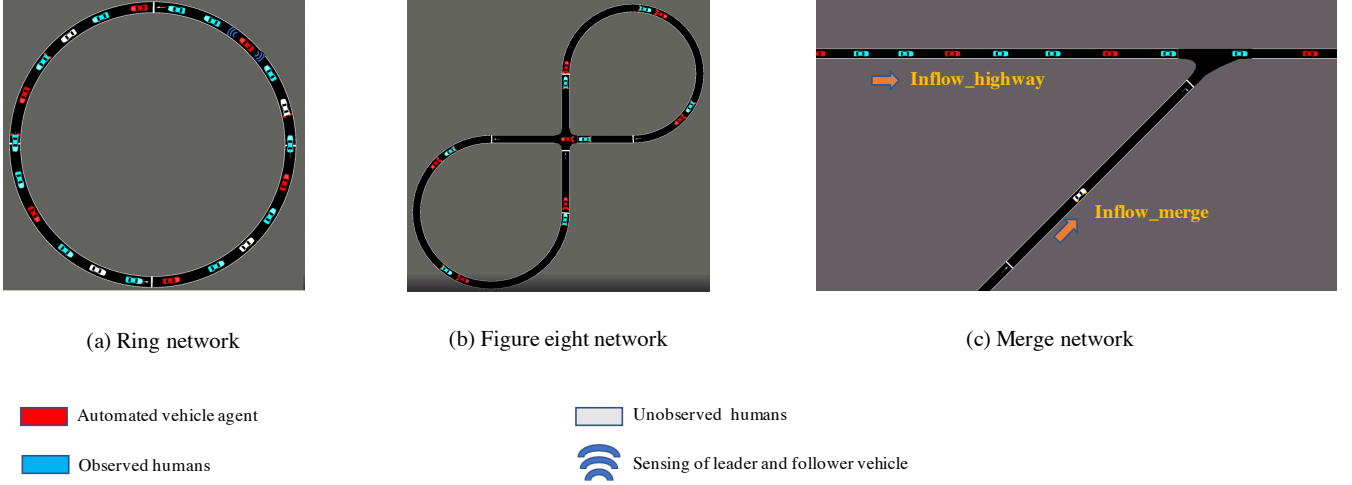 Inflow_highway
Inflow_merge
(a) Ring network
(b) Figure eight network
(c) Merge network
Automated vehicle agent
Unobserved humans
Observed humans
Sensing of leader and follower vehicle